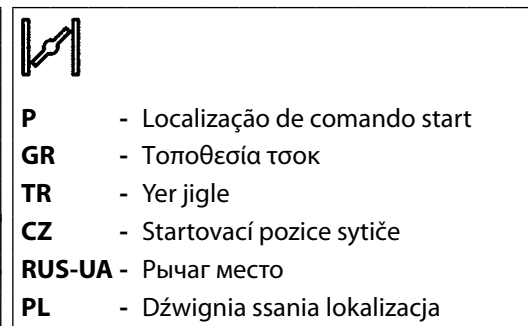 P - Localização de comando start
GR - Τοποθεσία τσοκ
TR - Yer jigle
CZ - Startovací pozice sytiče
RUS-UA - Рычаг место
PL - Dźwignia ssania lokalizacja